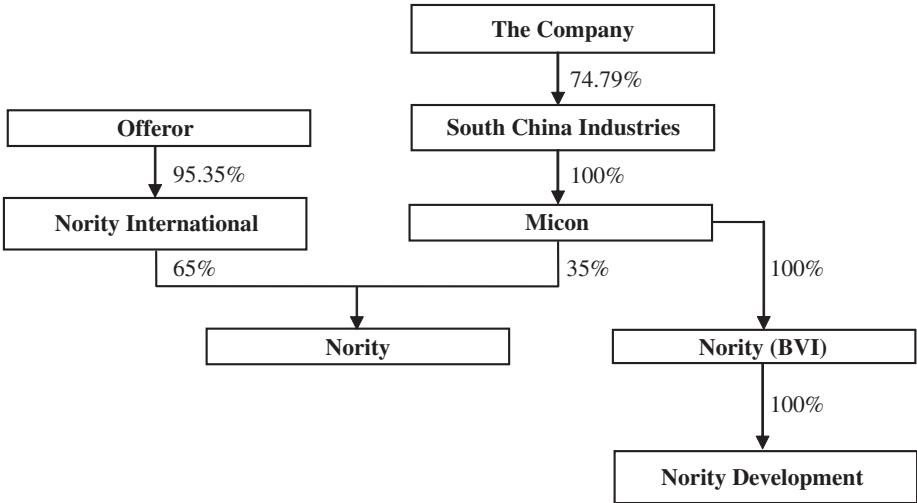 The Company
74.79%
Offeror
South China Industries
95.35%
100%
Nority International
Micon
65%
35%
100%
Nority
Nority (BVI)
100%
Nority Development